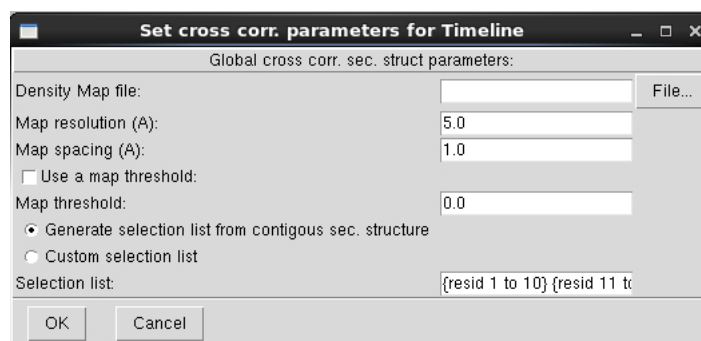 Set cross corr. parameters for Timeline
Global cross corr. sec. struct parameters:
Density Map file: File...
Map resolution (A): 5.0
Map spacing (A): 1.0
Use a map threshold:
Map threshold: 0.0
Generate selection list from contigous sec. structure
Custom selection list
Selection list: {resid 1 to 10} {resid 11 to
OK Cancel